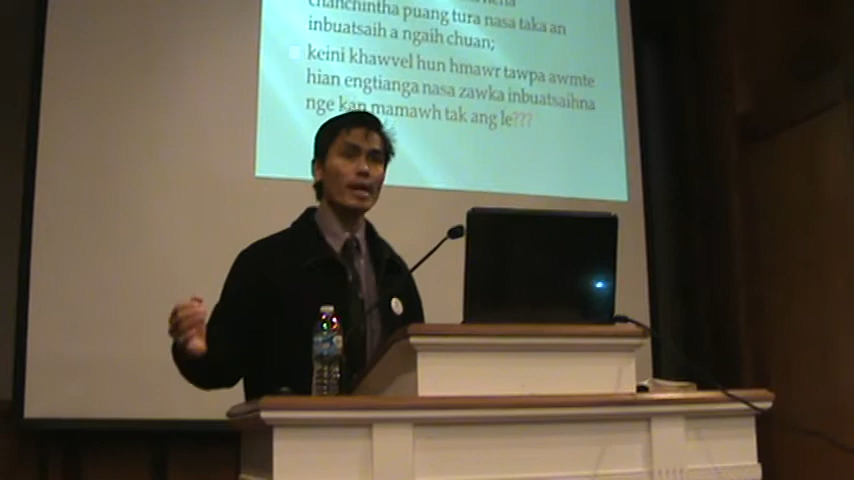 chanchintha puang tura nasa taka an
inbuatsaih a ngaih chuan;
keini khawvel hun hmawr tawpa awmte
hian engtianga nasa zawka inbuatsaihna
nge kan mamawh tak ang le???